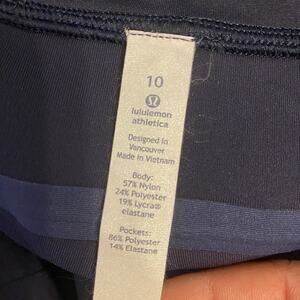 10
lululemon
athletica
Designed in
Vancouver
Made in Vietnam
Body:
57% Nylon
24% Polyester
19% Lycra®
elastane
Pockets:
86% Polyester
14% Elastane